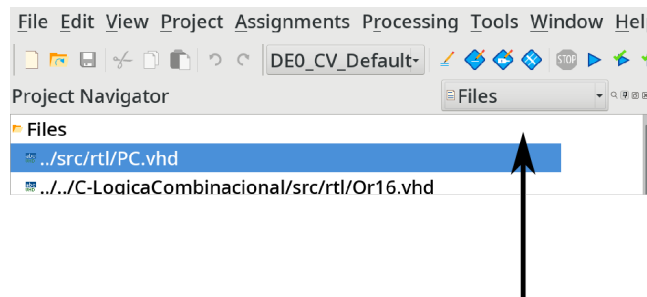 File Edit View Project Assignments Processing Tools Window Hel
DE0_CV_Default STOP
Project Navigator Files
Files
../src/rtl/PC.vhd
../../C-LogicaCombinacional/src/rtl/Or16.vhd